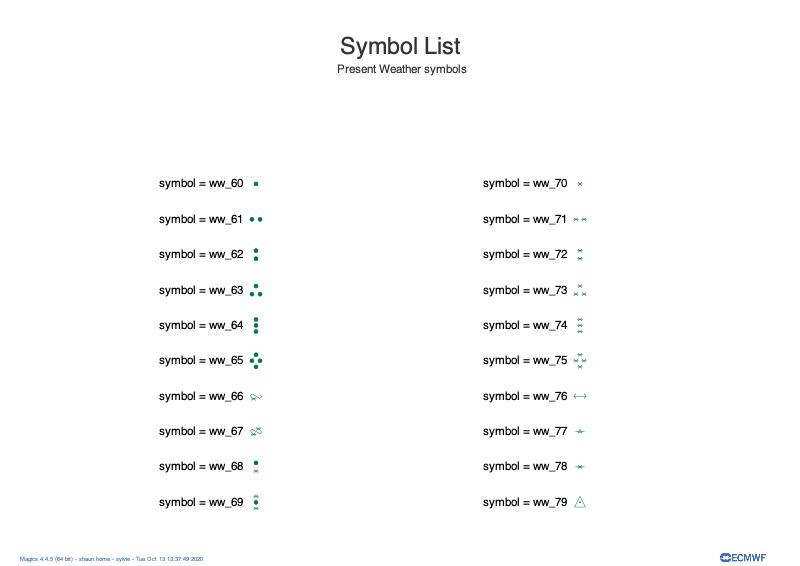 Symbol List
Present Weather symbols
symbol = ww_60
symbol = ww_70
symbol = ww_61
symbol = ww_71
symbol = ww_62
symbol = ww_72
symbol = ww_63
symbol = ww_73
symbol = ww_64
symbol = ww_74
symbol = ww_65
symbol = ww_75
symbol = ww_66
symbol = ww_76
symbol = ww_67
symbol = ww_77
symbol = ww_68
symbol = ww_78
symbol = ww_69
symbol = ww_79
Magics 4.4.5 (64 bit) - shaun.home - sylvie - Tue Oct 13 13:37:49 2020
ECMWF